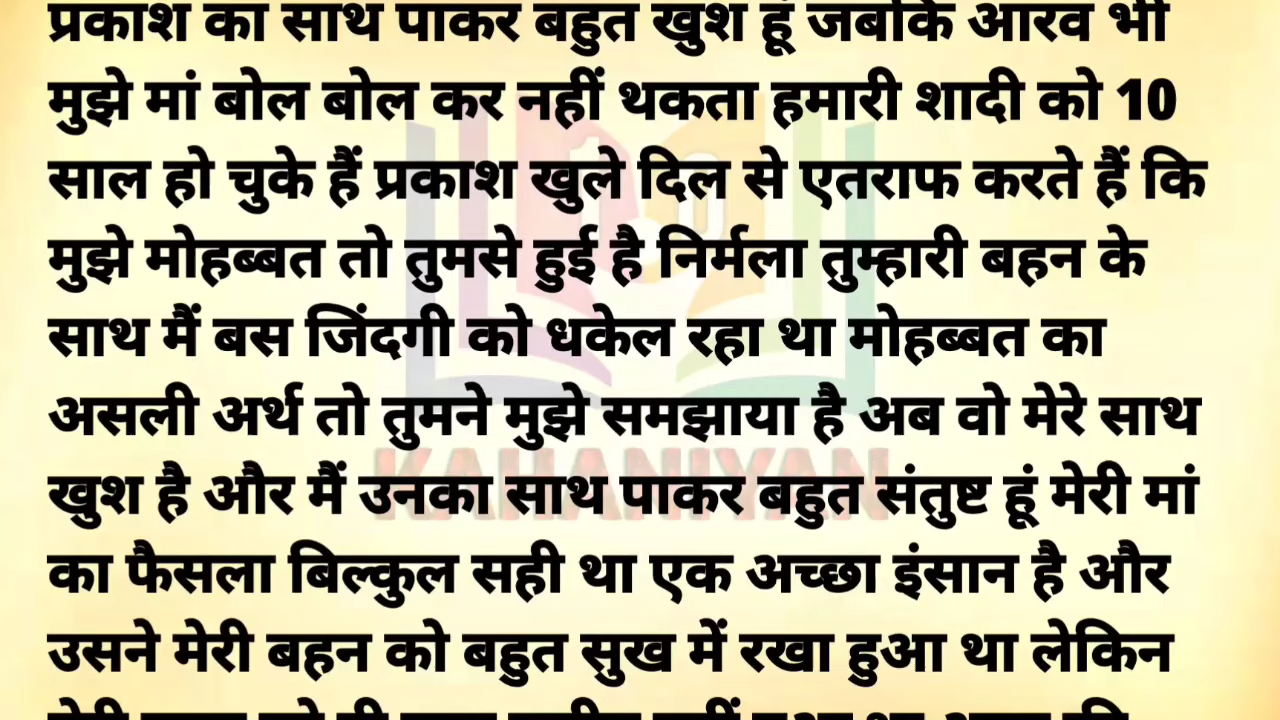 प्रकाश का साथ पाकर बहुत खुश हूं जबकि आरव भी
मुझे मां बोल बोल कर नहीं थकता हमारी शादी को 10
साल हो चुके हैं प्रकाश खुले दिल से एतराफ करते हैं कि
मुझे मोहब्बत तो तुमसे हुई है निर्मला तुम्हारी बहन के
साथ मैं बस जिंदगी को धकेल रहा था मोहब्बत का
असली अर्थ तो तुमने मुझे समझाया है अब वो मेरे साथ
खुश है और मैं उनका साथ पाकर बहुत संतुष्ट हूं मेरी मां
का फैसला बिल्कुल सही था एक अच्छा इंसान है और
उसने मेरी बहन को बहुत सुख में रखा हुआ था लेकिन
KAHANIYAN